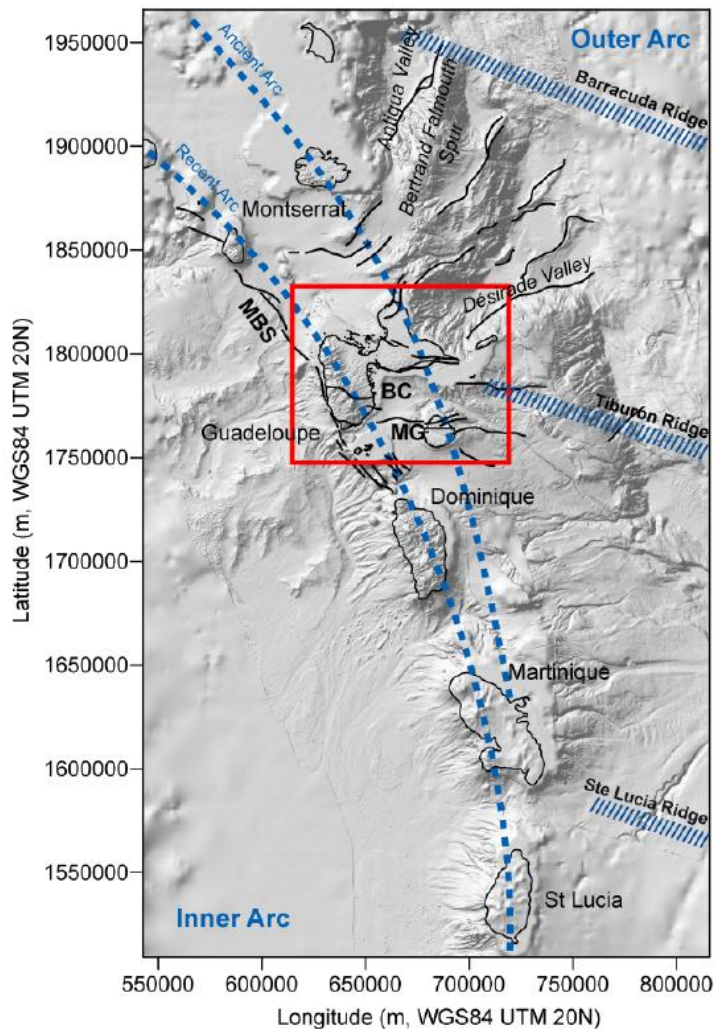 1950000
1900000
1850000
1800000
1750000
1700000
1650000
1600000
1550000
Latitude (m, WGS84 UTM 20N)
550000 600000 650000 700000 750000 800000
Longitude (m, WGS84 UTM 20N)
Outer Arc
Ancient Arc
Recent Arc
Antiqua Valley
Bertrand Falmouth
Spur
Barracuda Ridge
Montserrat
Désirade Valley
MBS
BC
Tiburon Ridge
Guadeloupe
MG
Dominique
Martinique
Ste Lucia Ridge
St Lucia
Inner Arc